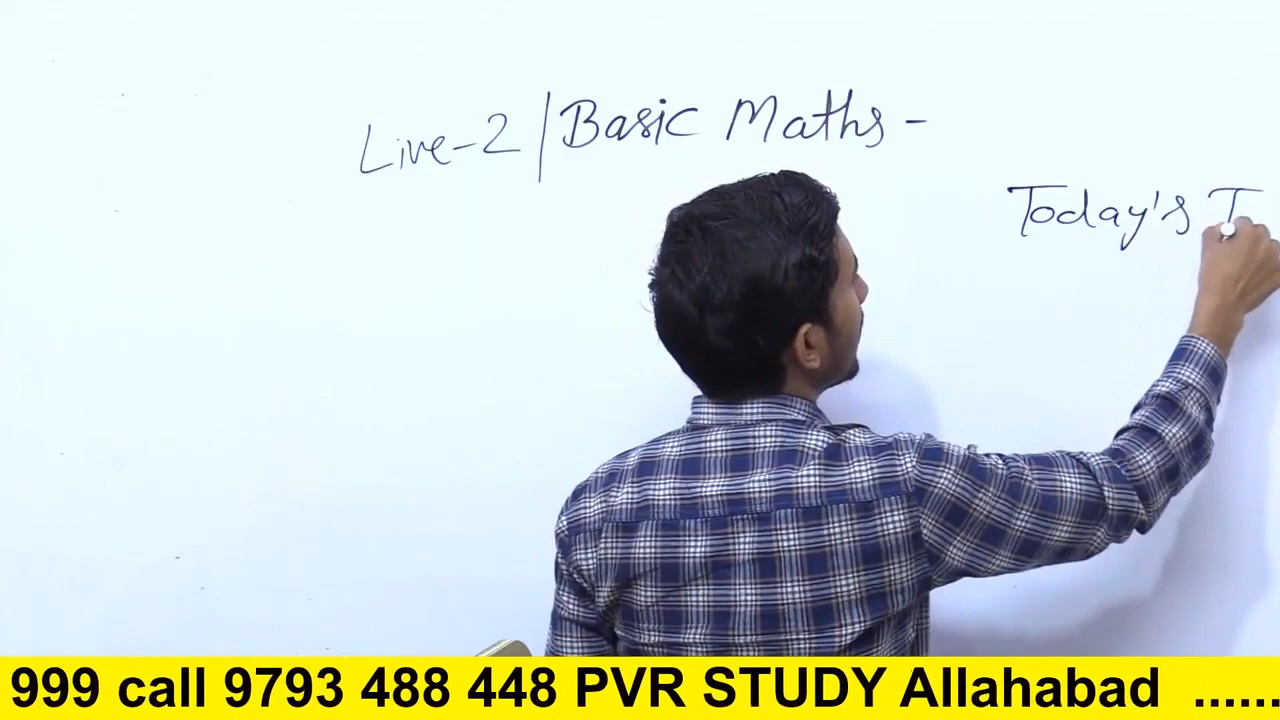 Live-2 | Basic Maths -
Today's T
999 call 9793 488 448 PVR STUDY Allahabad ......